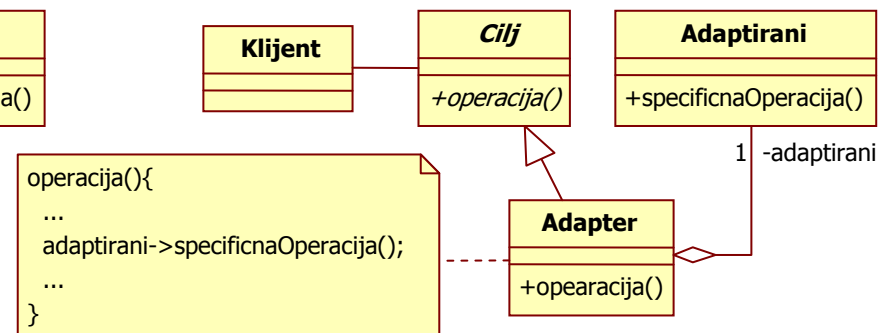 a()
Klijent
Cilj
+operacija()
Adaptirani
+specificnaOperacija()
1 -adaptirani
operacija(){
...
adaptirani->specificnaOperacija();
...
}
Adapter
+opearacija()